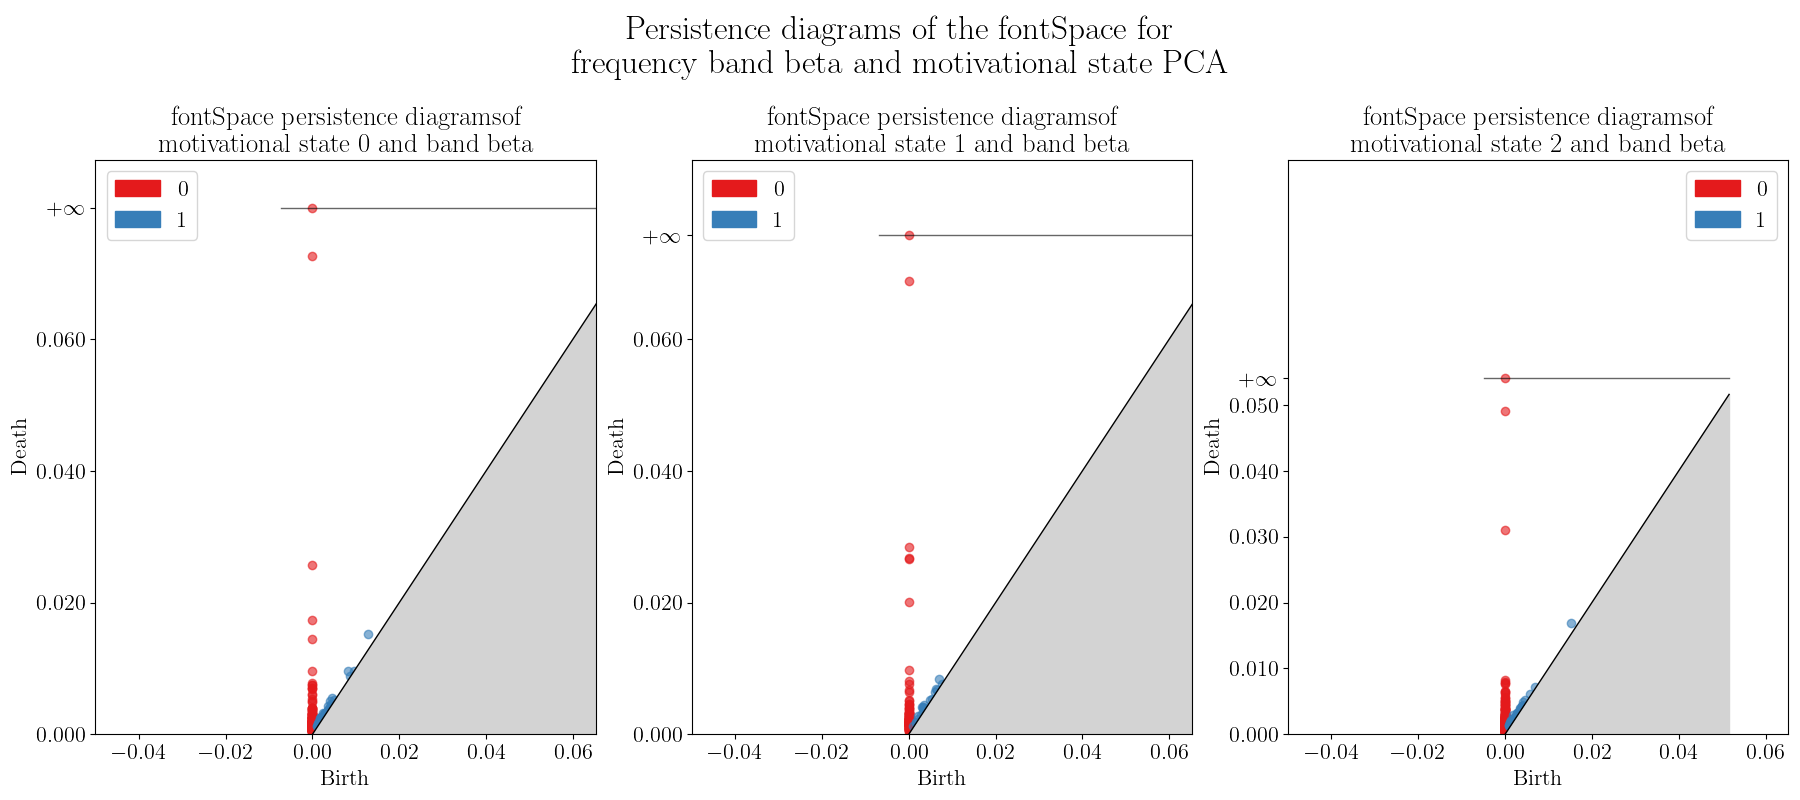 Persistence diagrams of the fontSpace for
frequency band beta and motivational state PCA
fontSpace persistence diagramsof
motivational state 0 and band beta
0
1
+∞
0.060
0.040
0.020
0.000
Death
−0.04
−0.02
0.00
0.02
0.04
0.06
Birth
fontSpace persistence diagramsof
motivational state 1 and band beta
0
1
+∞
0.060
0.040
0.020
0.000
Death
−0.04
−0.02
0.00
0.02
0.04
0.06
Birth
fontSpace persistence diagramsof
motivational state 2 and band beta
0
1
+∞
0.050
0.040
0.030
0.020
0.010
0.000
Death
−0.04
−0.02
0.00
0.02
0.04
0.06
Birth